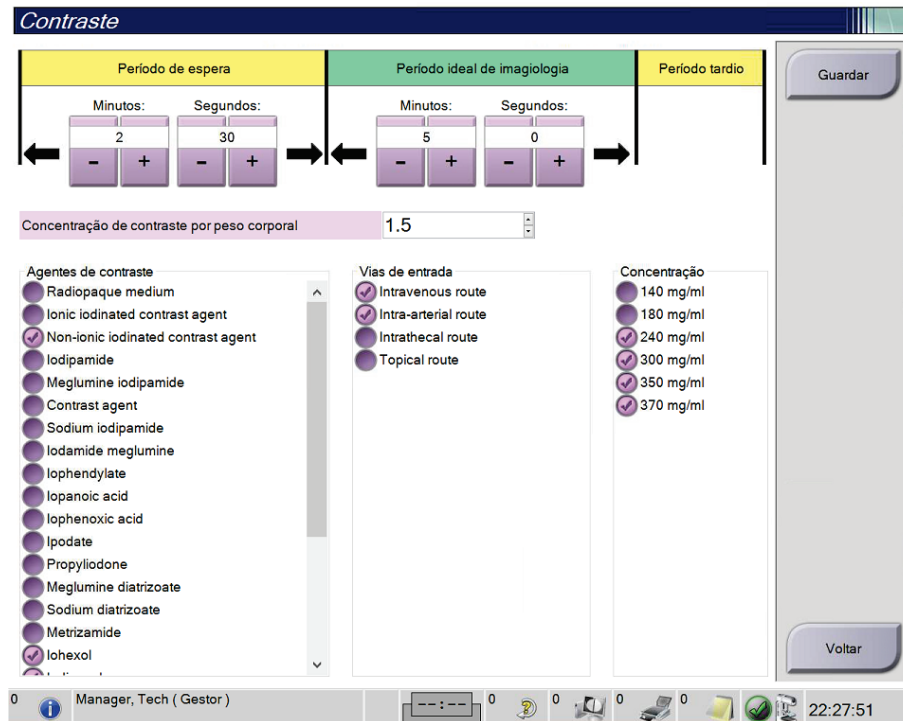 Contraste
Período de espera
Período ideal de imagiologia
Período tardio
Guardar
Minutos:
Segundos:
Minutos:
Segundos:
2
30
5
0
- + - + - + - +
Concentração de contraste por peso corporal
1.5
Agentes de contraste
Radiopaque medium
Ionic iodinated contrast agent
Non-ionic iodinated contrast agent
Iodipamide
Meglumine iodipamide
Contrast agent
Sodium iodipamide
Iodamide meglumine
Iophendylate
Iopanoic acid
Iophenoxic acid
Ipodate
Propyliodone
Meglumine diatrizoate
Sodium diatrizoate
Metrizamide
Iohexol
Vias de entrada
Intravenous route
Intra-arterial route
Intrathecal route
Topical route
Concentração
140 mg/ml
180 mg/ml
240 mg/ml
300 mg/ml
350 mg/ml
370 mg/ml
Voltar
0 Manager, Tech ( Gestor ) --:-- 0 0 0 0 22:27:51